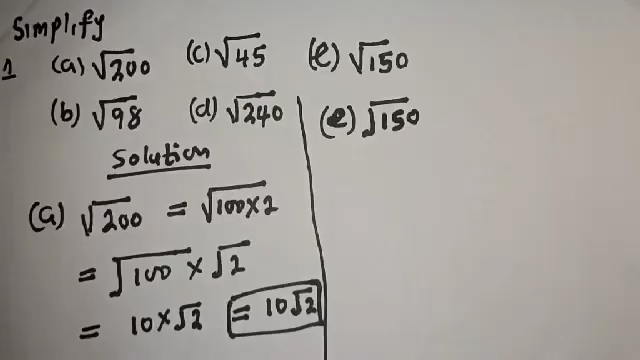 Simplify
1 (a) √200 (c) √45 (e) √150
(b) √98 (d) √240
Solution
(a) √200 = √100×2
= √100 × √2
= 10×√2 = 10√2
(e) √150